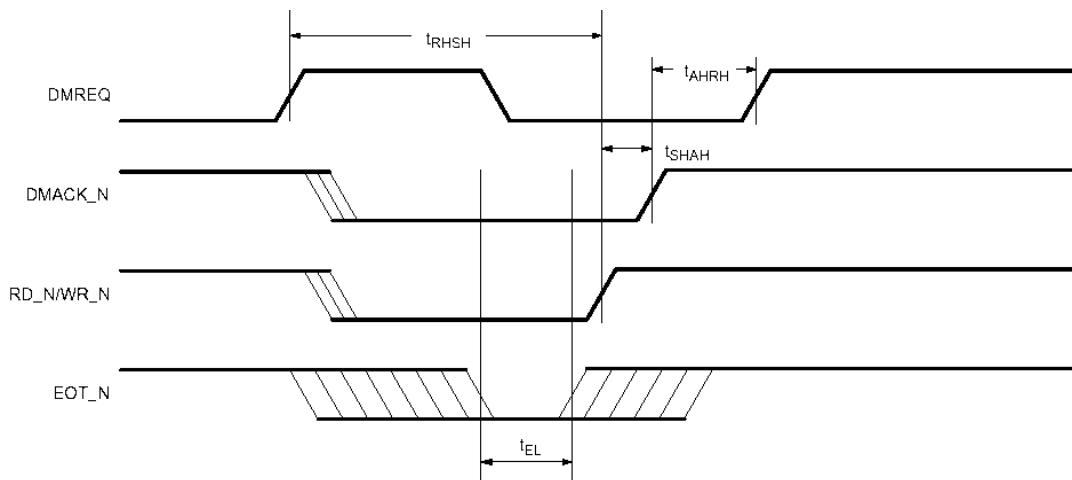 tRHSH
tAHRH
DMREQ
tSHAH
DMACK_N
RD_N/WR_N
EOT_N
tEL